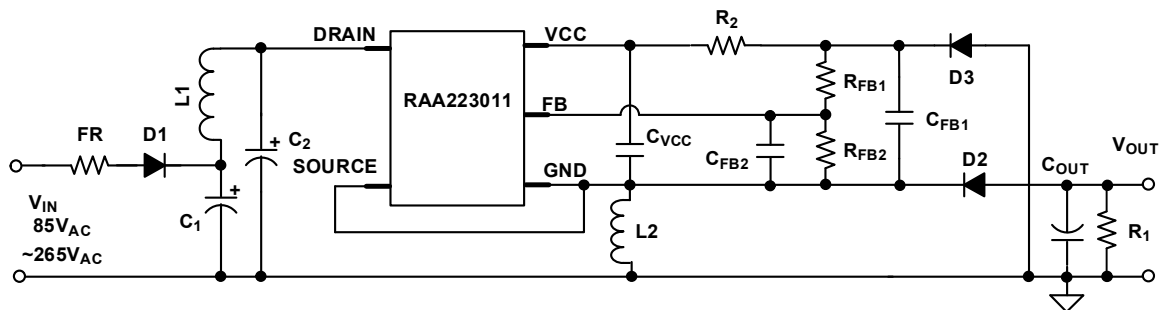 DRAIN
VCC
R2
L1
RAA223011
RFB1
D3
FB
FR
D1
C2
CVCC
CFB2
RFB2
CFB1
SOURCE
GND
D2
COUT
VOUT
VIN
85VAC
~265VAC
C1
L2
R1
+
+